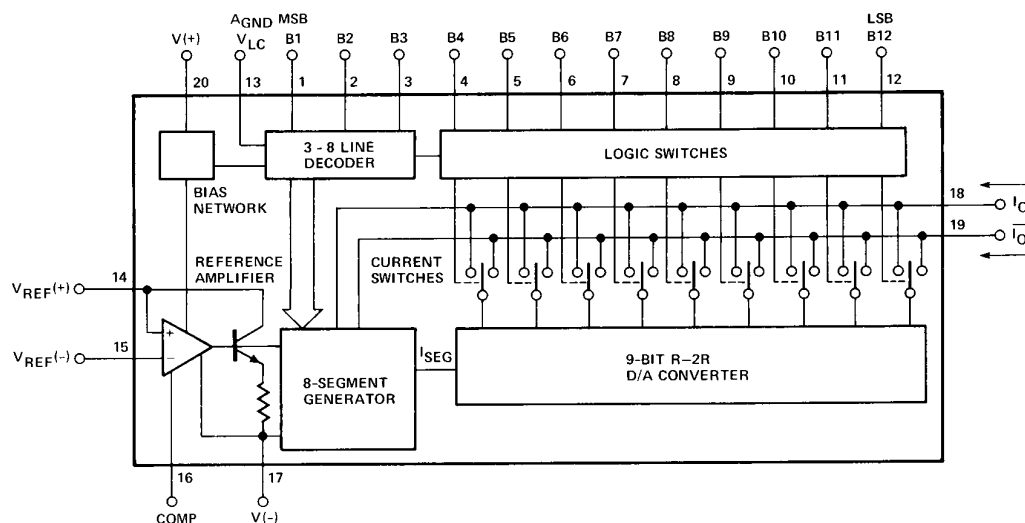 AGND MSB LSB
V(+) VLC B1 B2 B3 B4 B5 B6 B7 B8 B9 B10 B11 B12
20 13 1 2 3 4 5 6 7 8 9 10 11 12
3 - 8 LINE
DECODER
LOGIC SWITCHES
BIAS
NETWORK
18
IO
19
IO
REFERENCE
AMPLIFIER
CURRENT
SWITCHES
14
VREF(+)
15
VREF(-)
+
−
ISEG
8-SEGMENT
GENERATOR
9-BIT R–2R
D/A CONVERTER
16 17
COMP V(-)